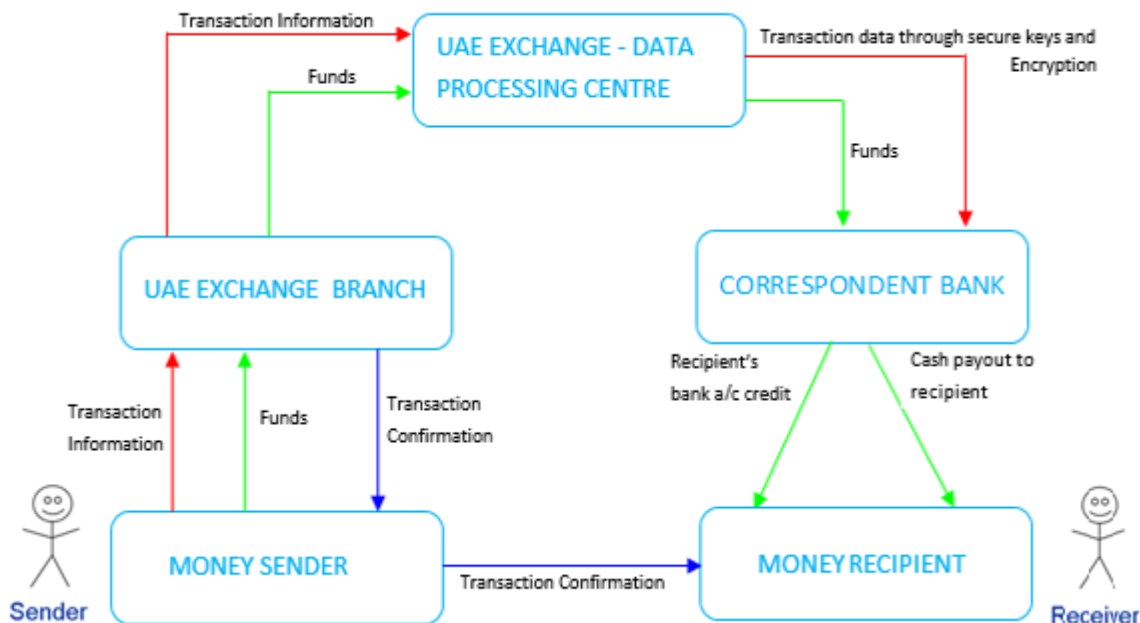 Transaction Information
UAE EXCHANGE - DATA
PROCESSING CENTRE
Transaction data through secure keys and
Encryption
Funds
Funds
UAE EXCHANGE BRANCH
CORRESPONDENT BANK
Recipient's
bank a/c credit
Cash payout to
recipient
Transaction
Information
Funds
Transaction
Confirmation
MONEY SENDER
Transaction Confirmation
MONEY RECIPIENT
Sender
Receiver